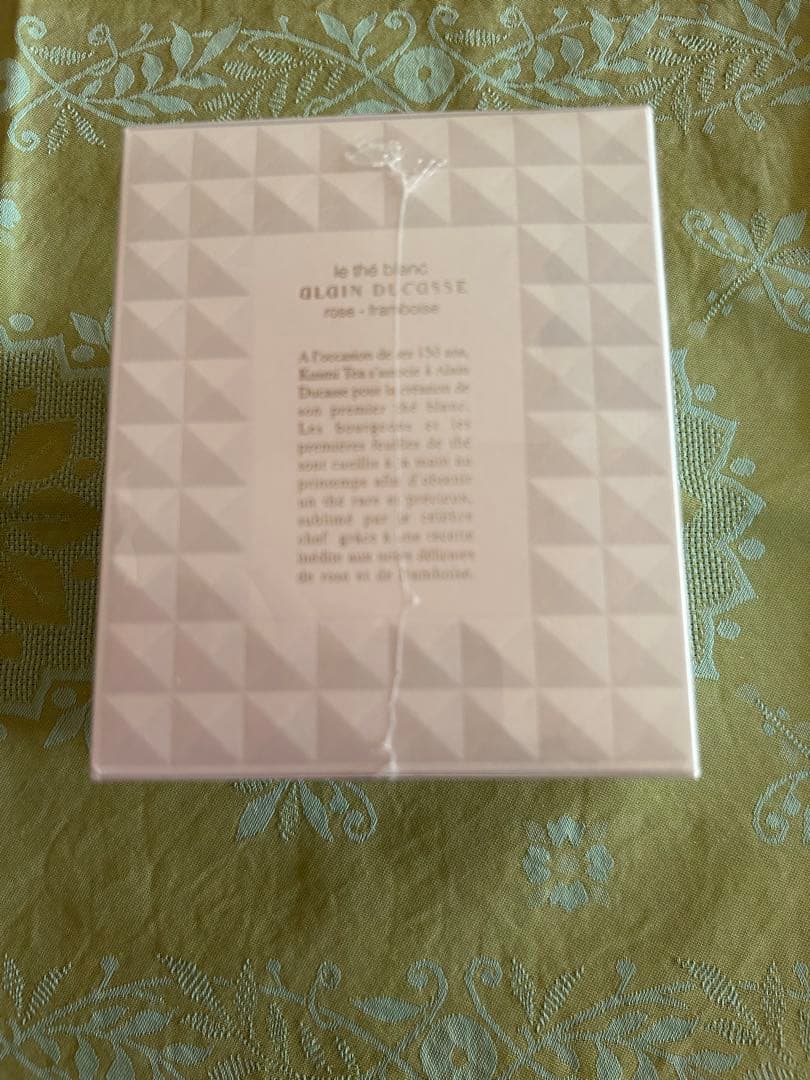 le thé blanc
alain ducasse
rose - framboise
A l'occasion de ses 150 ans,
Kusmi Tea s'associe à Alain
Ducasse pour la création de
son premier thé blanc.
Les bourgeons et les
premières feuilles de thé
sont cueillis à la main au
printemps afin d'obtenir
un thé rare et précieux,
sublimé par le célèbre
chef grâce à une recette
inédite aux notes délicates
de rose et de framboise.